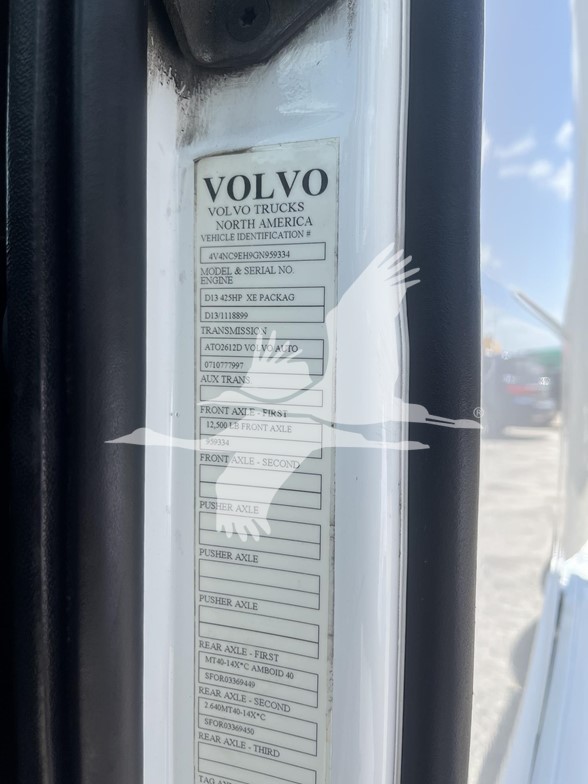 VOLVO
VOLVO TRUCKS
NORTH AMERICA
VEHICLE IDENTIFICATION #
4V4NC9EH9GN959334
MODEL & SERIAL NO.
ENGINE
D13 425HP XE PACKAG
D13/1118899
TRANSMISSION
ATO2612D VOLVO AUTO
0710777997
AUX TRANS
FRONT AXLE - FIRST
12,500 LB FRONT AXLE
959334
FRONT AXLE - SECOND
PUSHER AXLE
PUSHER AXLE
PUSHER AXLE
REAR AXLE - FIRST
MT40-14X*C AMBOID 40
SFOR03369449
REAR AXLE - SECOND
2.640MT40-14X*C
SFOR03369450
REAR AXLE - THIRD
®